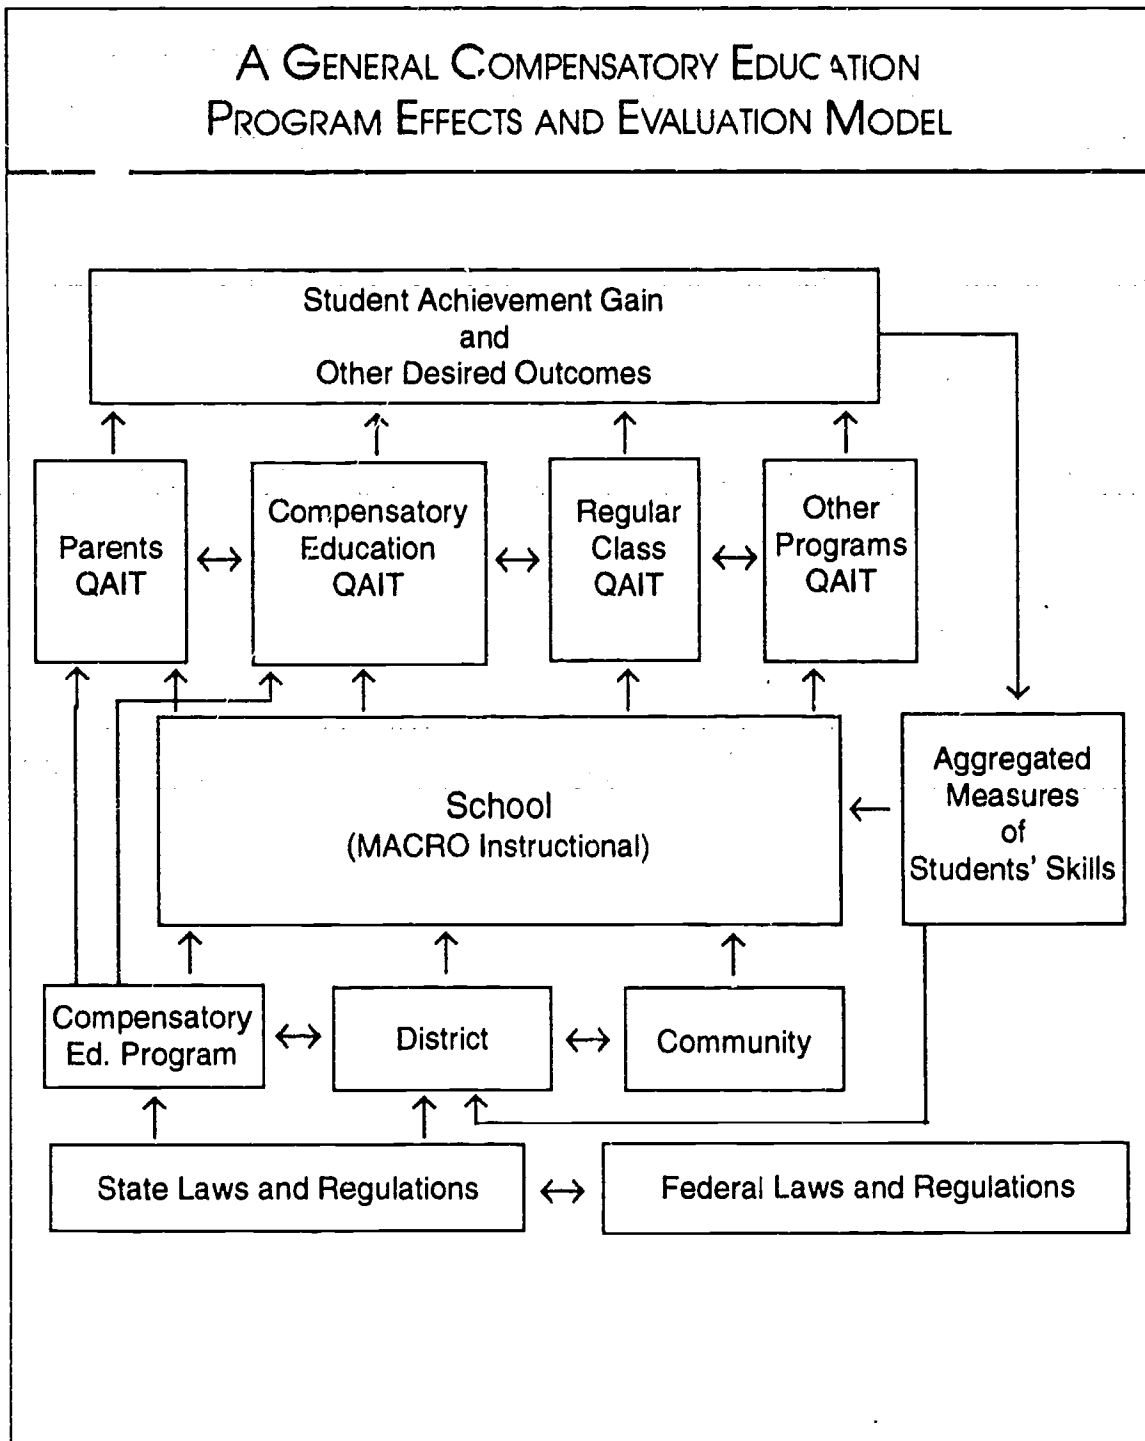 A GENERAL COMPENSATORY EDUCATION
PROGRAM EFFECTS AND EVALUATION MODEL
Student Achievement Gain
and
Other Desired Outcomes
Parents
QAIT
Compensatory
Education
QAIT
Regular
Class
QAIT
Other
Programs
QAIT
School
(MACRO Instructional)
Aggregated
Measures
of
Students' Skills
Compensatory
Ed. Program
District
Community
State Laws and Regulations
Federal Laws and Regulations